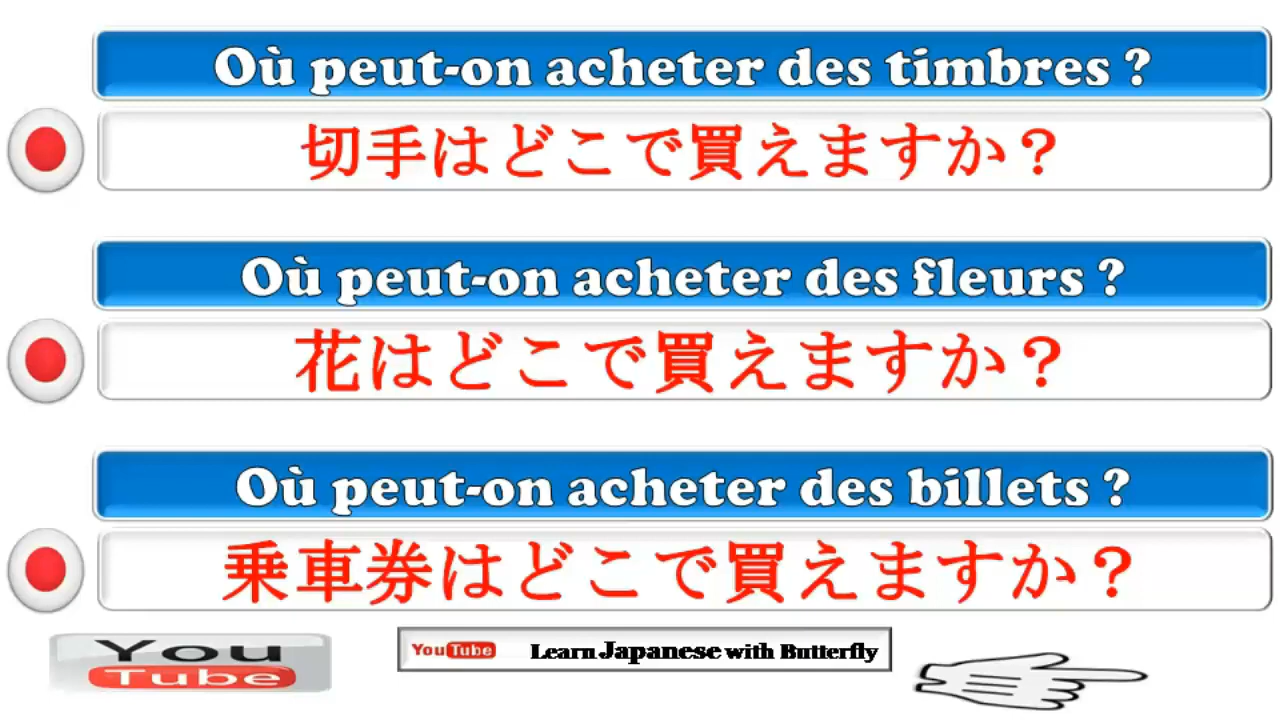 Où peut-on acheter des timbres ?
切手はどこで買えますか？
Où peut-on acheter des fleurs ?
花はどこで買えますか？
Où peut-on acheter des billets ?
乗車券はどこで買えますか？
You
Tube
YouTube Learn Japanese with Butterfly